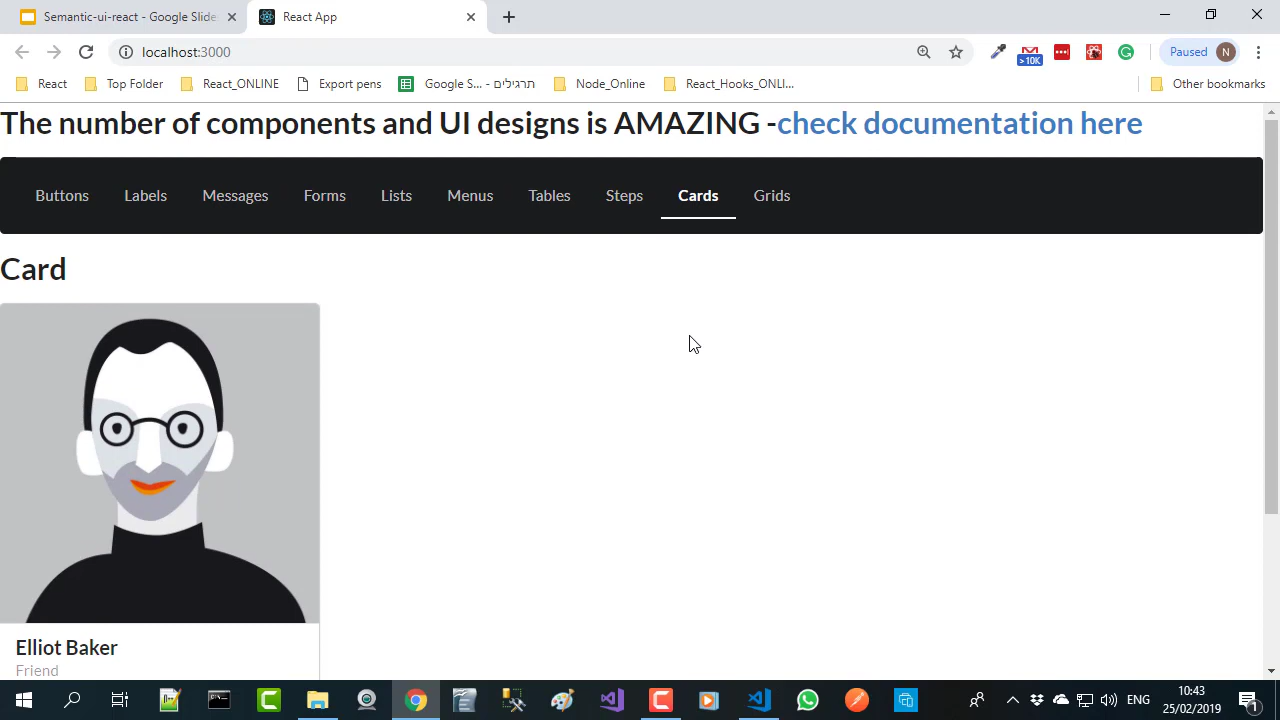 Semantic-ui-react - Google Slide
React App
localhost:3000
>10K
Paused N
React
Top Folder
React_ONLINE
Export pens
Google S... - תרגילים
Node_Online
React_Hooks_ONLI...
Other bookmarks
The number of components and UI designs is AMAZING -check documentation here
Buttons Labels Messages Forms Lists Menus Tables Steps Cards Grids
Card
Elliot Baker
Friend
ENG
10:43
25/02/2019
1